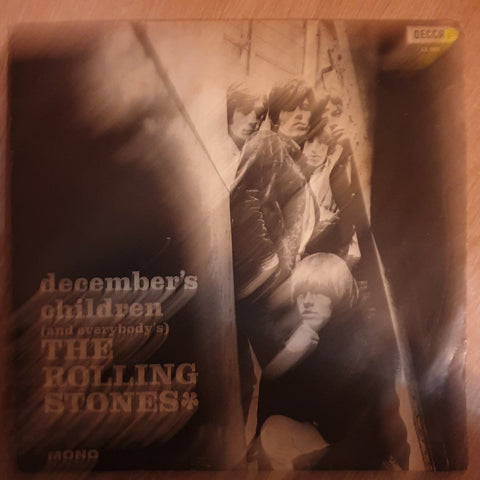 DECCA
december's
children
(and everybody's)
THE
ROLLING
STONES
MONO